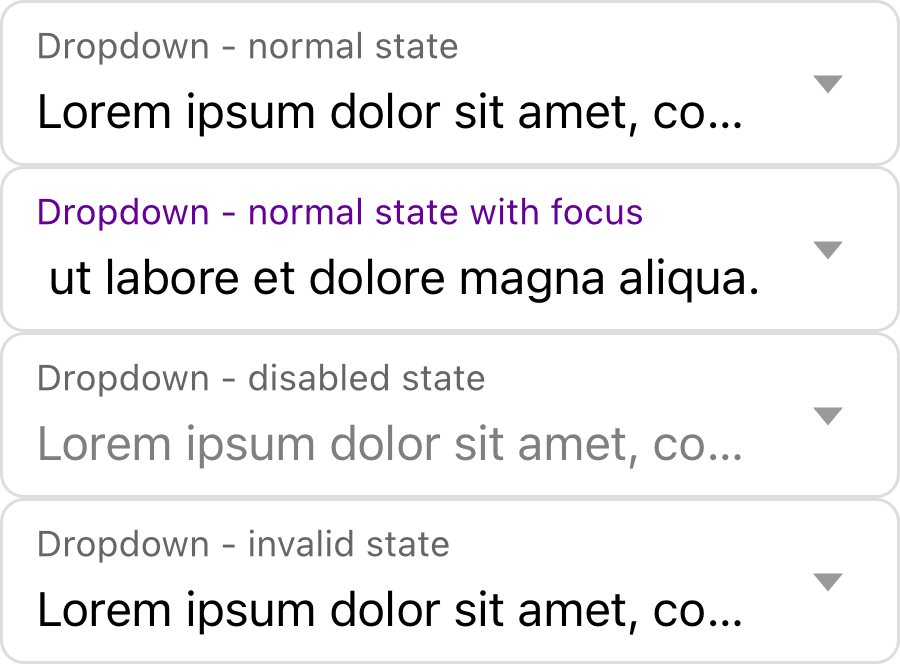 Dropdown - normal state
Lorem ipsum dolor sit amet, co...
Dropdown - normal state with focus
ut labore et dolore magna aliqua.
Dropdown - disabled state
Lorem ipsum dolor sit amet, co...
Dropdown - invalid state
Lorem ipsum dolor sit amet, co...